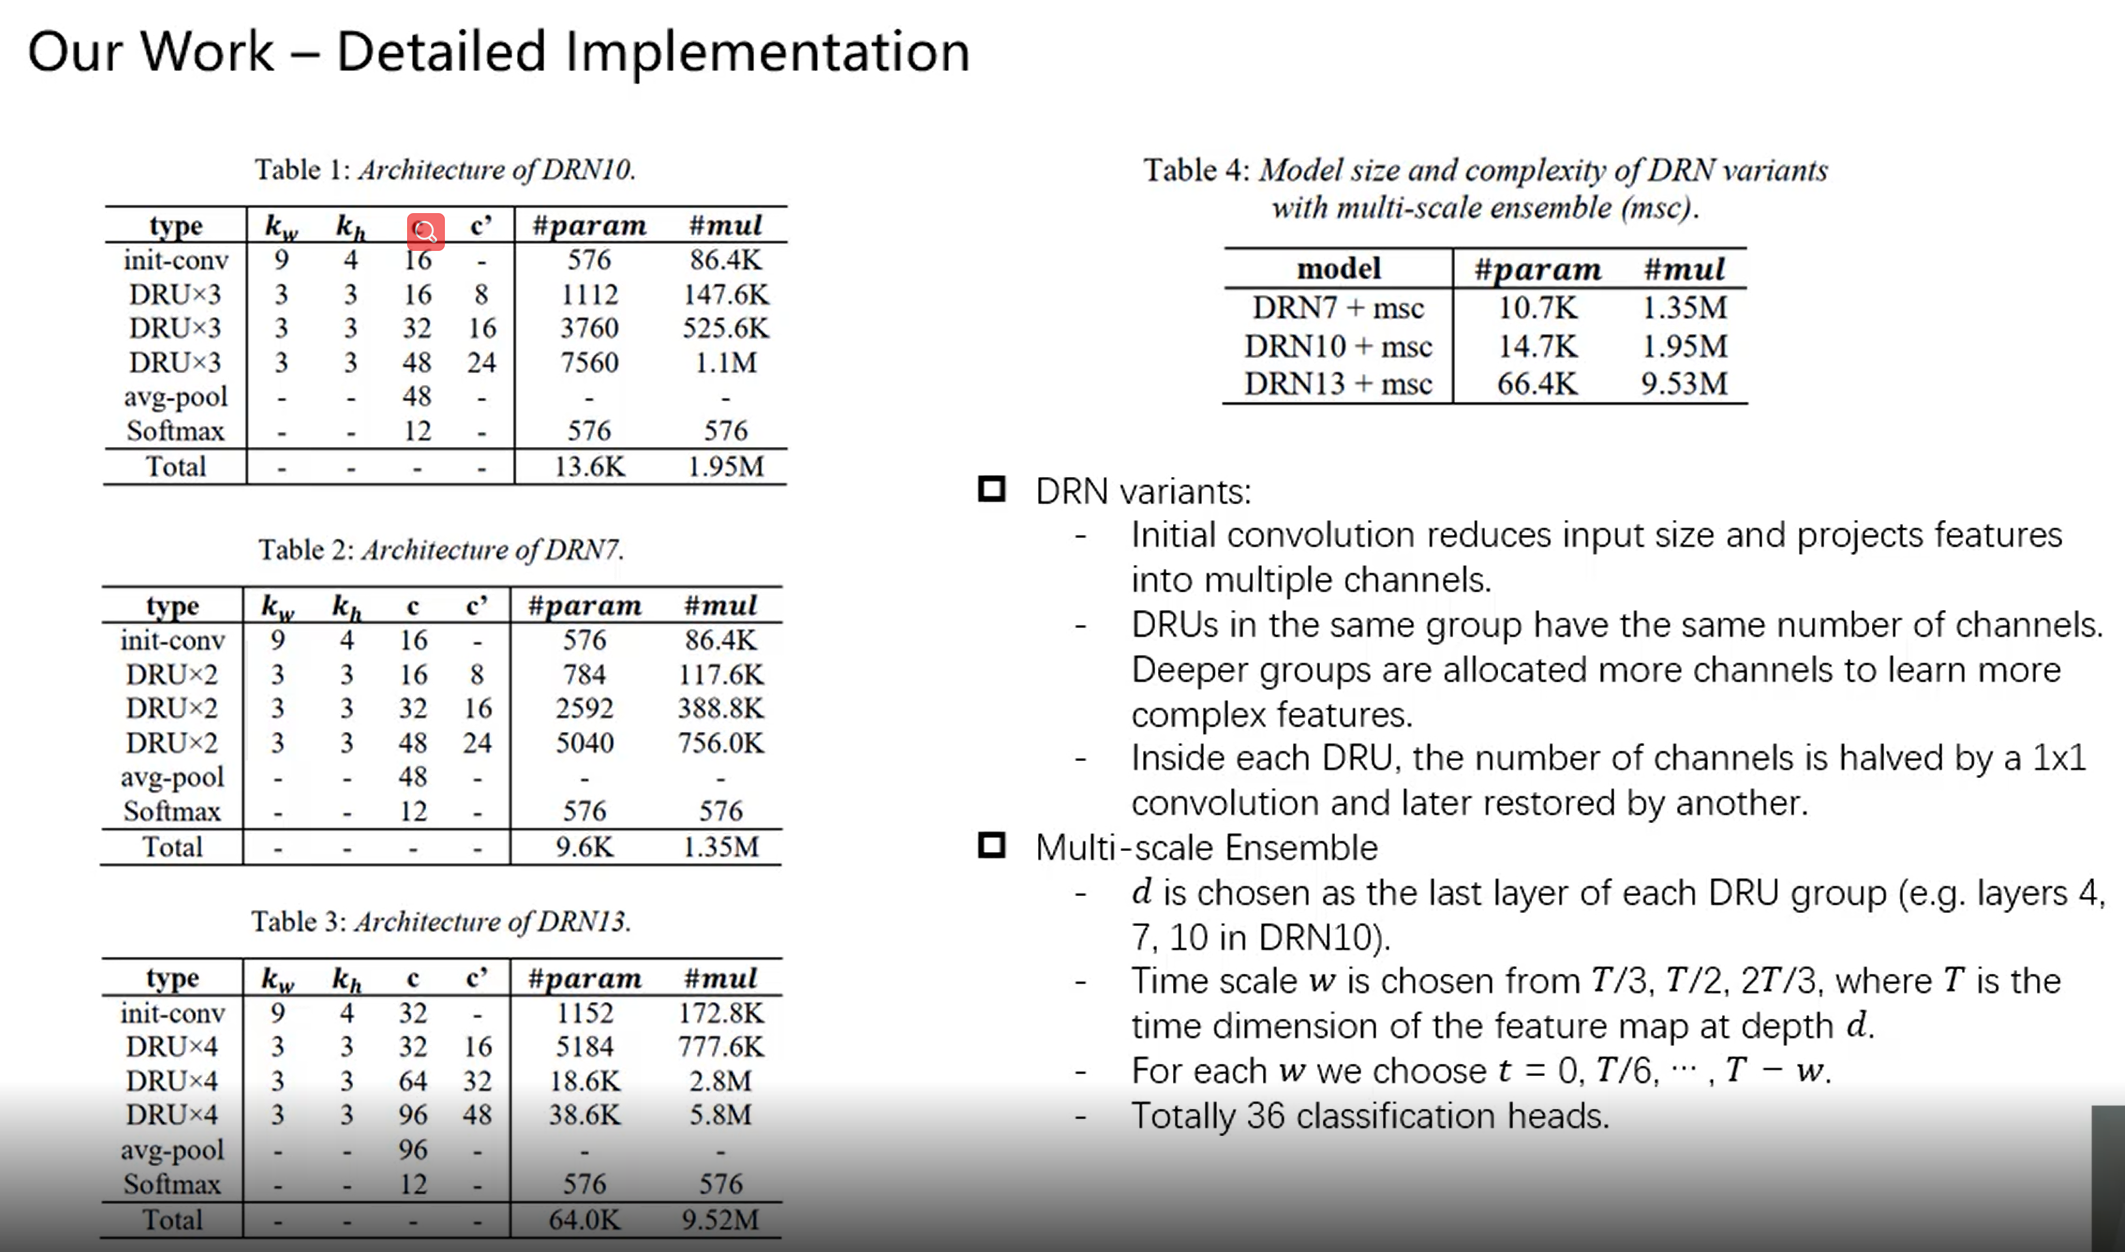 Our Work – Detailed Implementation
Table 1: Architecture of DRN10.
type kw kh c c’ #param #mul
init-conv 9 4 16 - 576 86.4K
DRU×3 3 3 16 8 1112 147.6K
DRU×3 3 3 32 16 3760 525.6K
DRU×3 3 3 48 24 7560 1.1M
avg-pool - - 48 - - -
Softmax - - 12 - 576 576
Total - - - - 13.6K 1.95M
Table 2: Architecture of DRN7.
type kw kh c c’ #param #mul
init-conv 9 4 16 - 576 86.4K
DRU×2 3 3 16 8 784 117.6K
DRU×2 3 3 32 16 2592 388.8K
DRU×2 3 3 48 24 5040 756.0K
avg-pool - - 48 - - -
Softmax - - 12 - 576 576
Total - - - - 9.6K 1.35M
Table 3: Architecture of DRN13.
type kw kh c c’ #param #mul
init-conv 9 4 32 - 1152 172.8K
DRU×4 3 3 32 16 5184 777.6K
DRU×4 3 3 64 32 18.6K 2.8M
DRU×4 3 3 96 48 38.6K 5.8M
avg-pool - - 96 - - -
Softmax - - 12 - 576 576
Total - - - - 64.0K 9.52M
Table 4: Model size and complexity of DRN variants
with multi-scale ensemble (msc).
model #param #mul
DRN7 + msc 10.7K 1.35M
DRN10 + msc 14.7K 1.95M
DRN13 + msc 66.4K 9.53M
DRN variants:
- Initial convolution reduces input size and projects features
into multiple channels.
- DRUs in the same group have the same number of channels.
Deeper groups are allocated more channels to learn more
complex features.
- Inside each DRU, the number of channels is halved by a 1x1
convolution and later restored by another.
Multi-scale Ensemble
- d is chosen as the last layer of each DRU group (e.g. layers 4,
7, 10 in DRN10).
- Time scale w is chosen from T/3, T/2, 2T/3, where T is the
time dimension of the feature map at depth d.
- For each w we choose t = 0, T/6, ⋯ , T − w.
- Totally 36 classification heads.